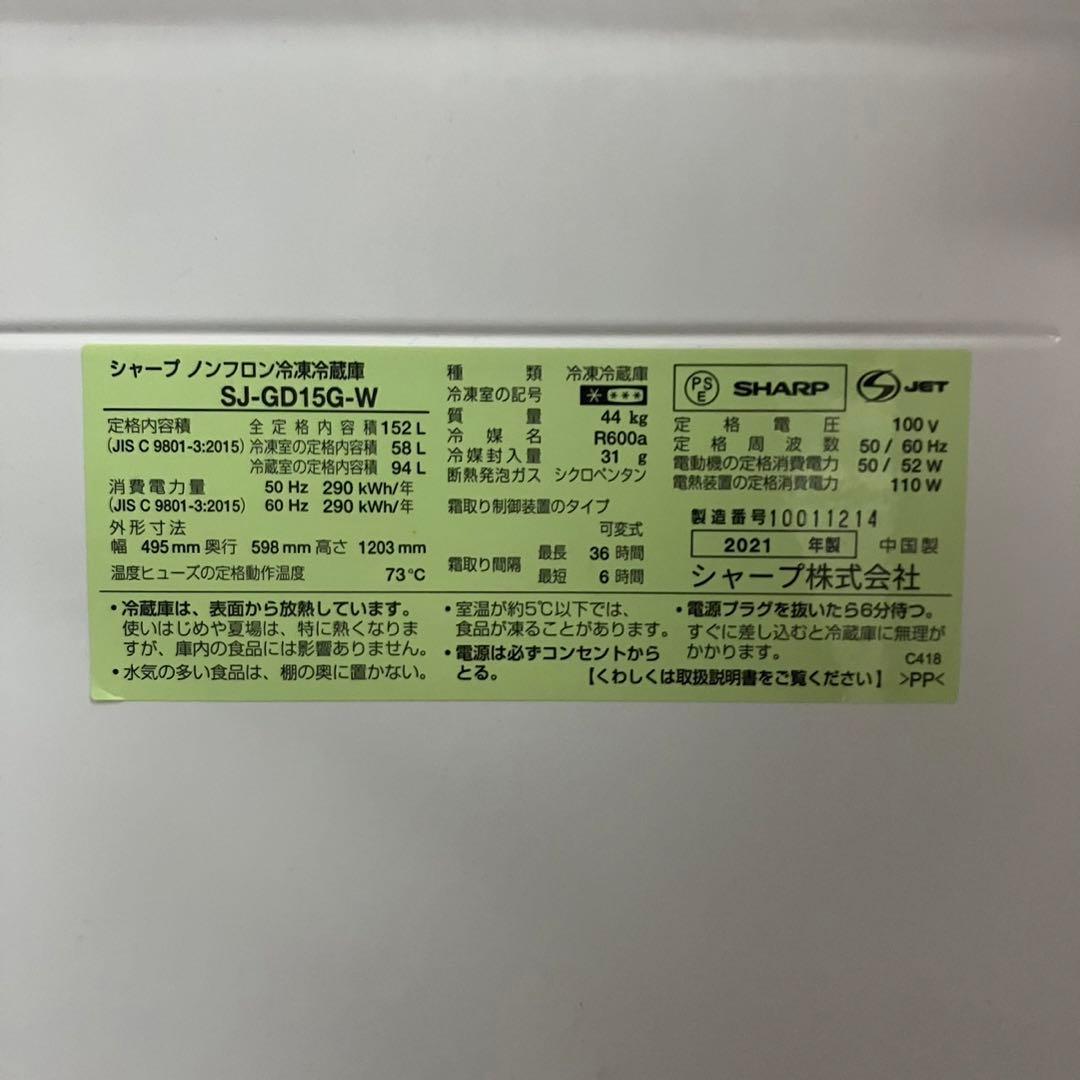 シャープ ノンフロン冷凍冷蔵庫
SJ-GD15G-W
定格内容積 全定格内容積 152 L
(JIS C 9801-3:2015) 冷凍室の定格内容積 58 L
冷蔵室の定格内容積 94 L
消費電力量 50 Hz 290 kWh/年
(JIS C 9801-3:2015) 60 Hz 290 kWh/年
外形寸法
幅 495 mm 奥行 598 mm 高さ 1203 mm
温度ヒューズの定格動作温度 73℃
種類 冷凍冷蔵庫
冷凍室の記号 * ***
質量 44 kg
冷媒名 R600a
冷媒封入量 31 g
断熱発泡ガス シクロペンタン
霜取り制御装置のタイプ
可変式
霜取り間隔 最長 36 時間
最短 6 時間
PSE SHARP JET
定格電圧 100 V
定格周波数 50 / 60 Hz
電動機の定格消費電力 50 / 52 W
電熱装置の定格消費電力 110 W
製造番号 10011214
2021 年製 中国製
シャープ株式会社
・冷蔵庫は、表面から放熱しています。
使いはじめや夏場は、特に熱くなりま
すが、庫内の食品には影響ありません。
・水気の多い食品は、棚の奥に置かない。
・室温が約5℃以下では、
食品が凍ることがあります。
・電源は必ずコンセントから
とる。
・電源プラグを抜いたら6分待つ。
すぐに差し込むと冷蔵庫に無理が
かかります。
C418
【くわしくは取扱説明書をご覧ください】 >PP<